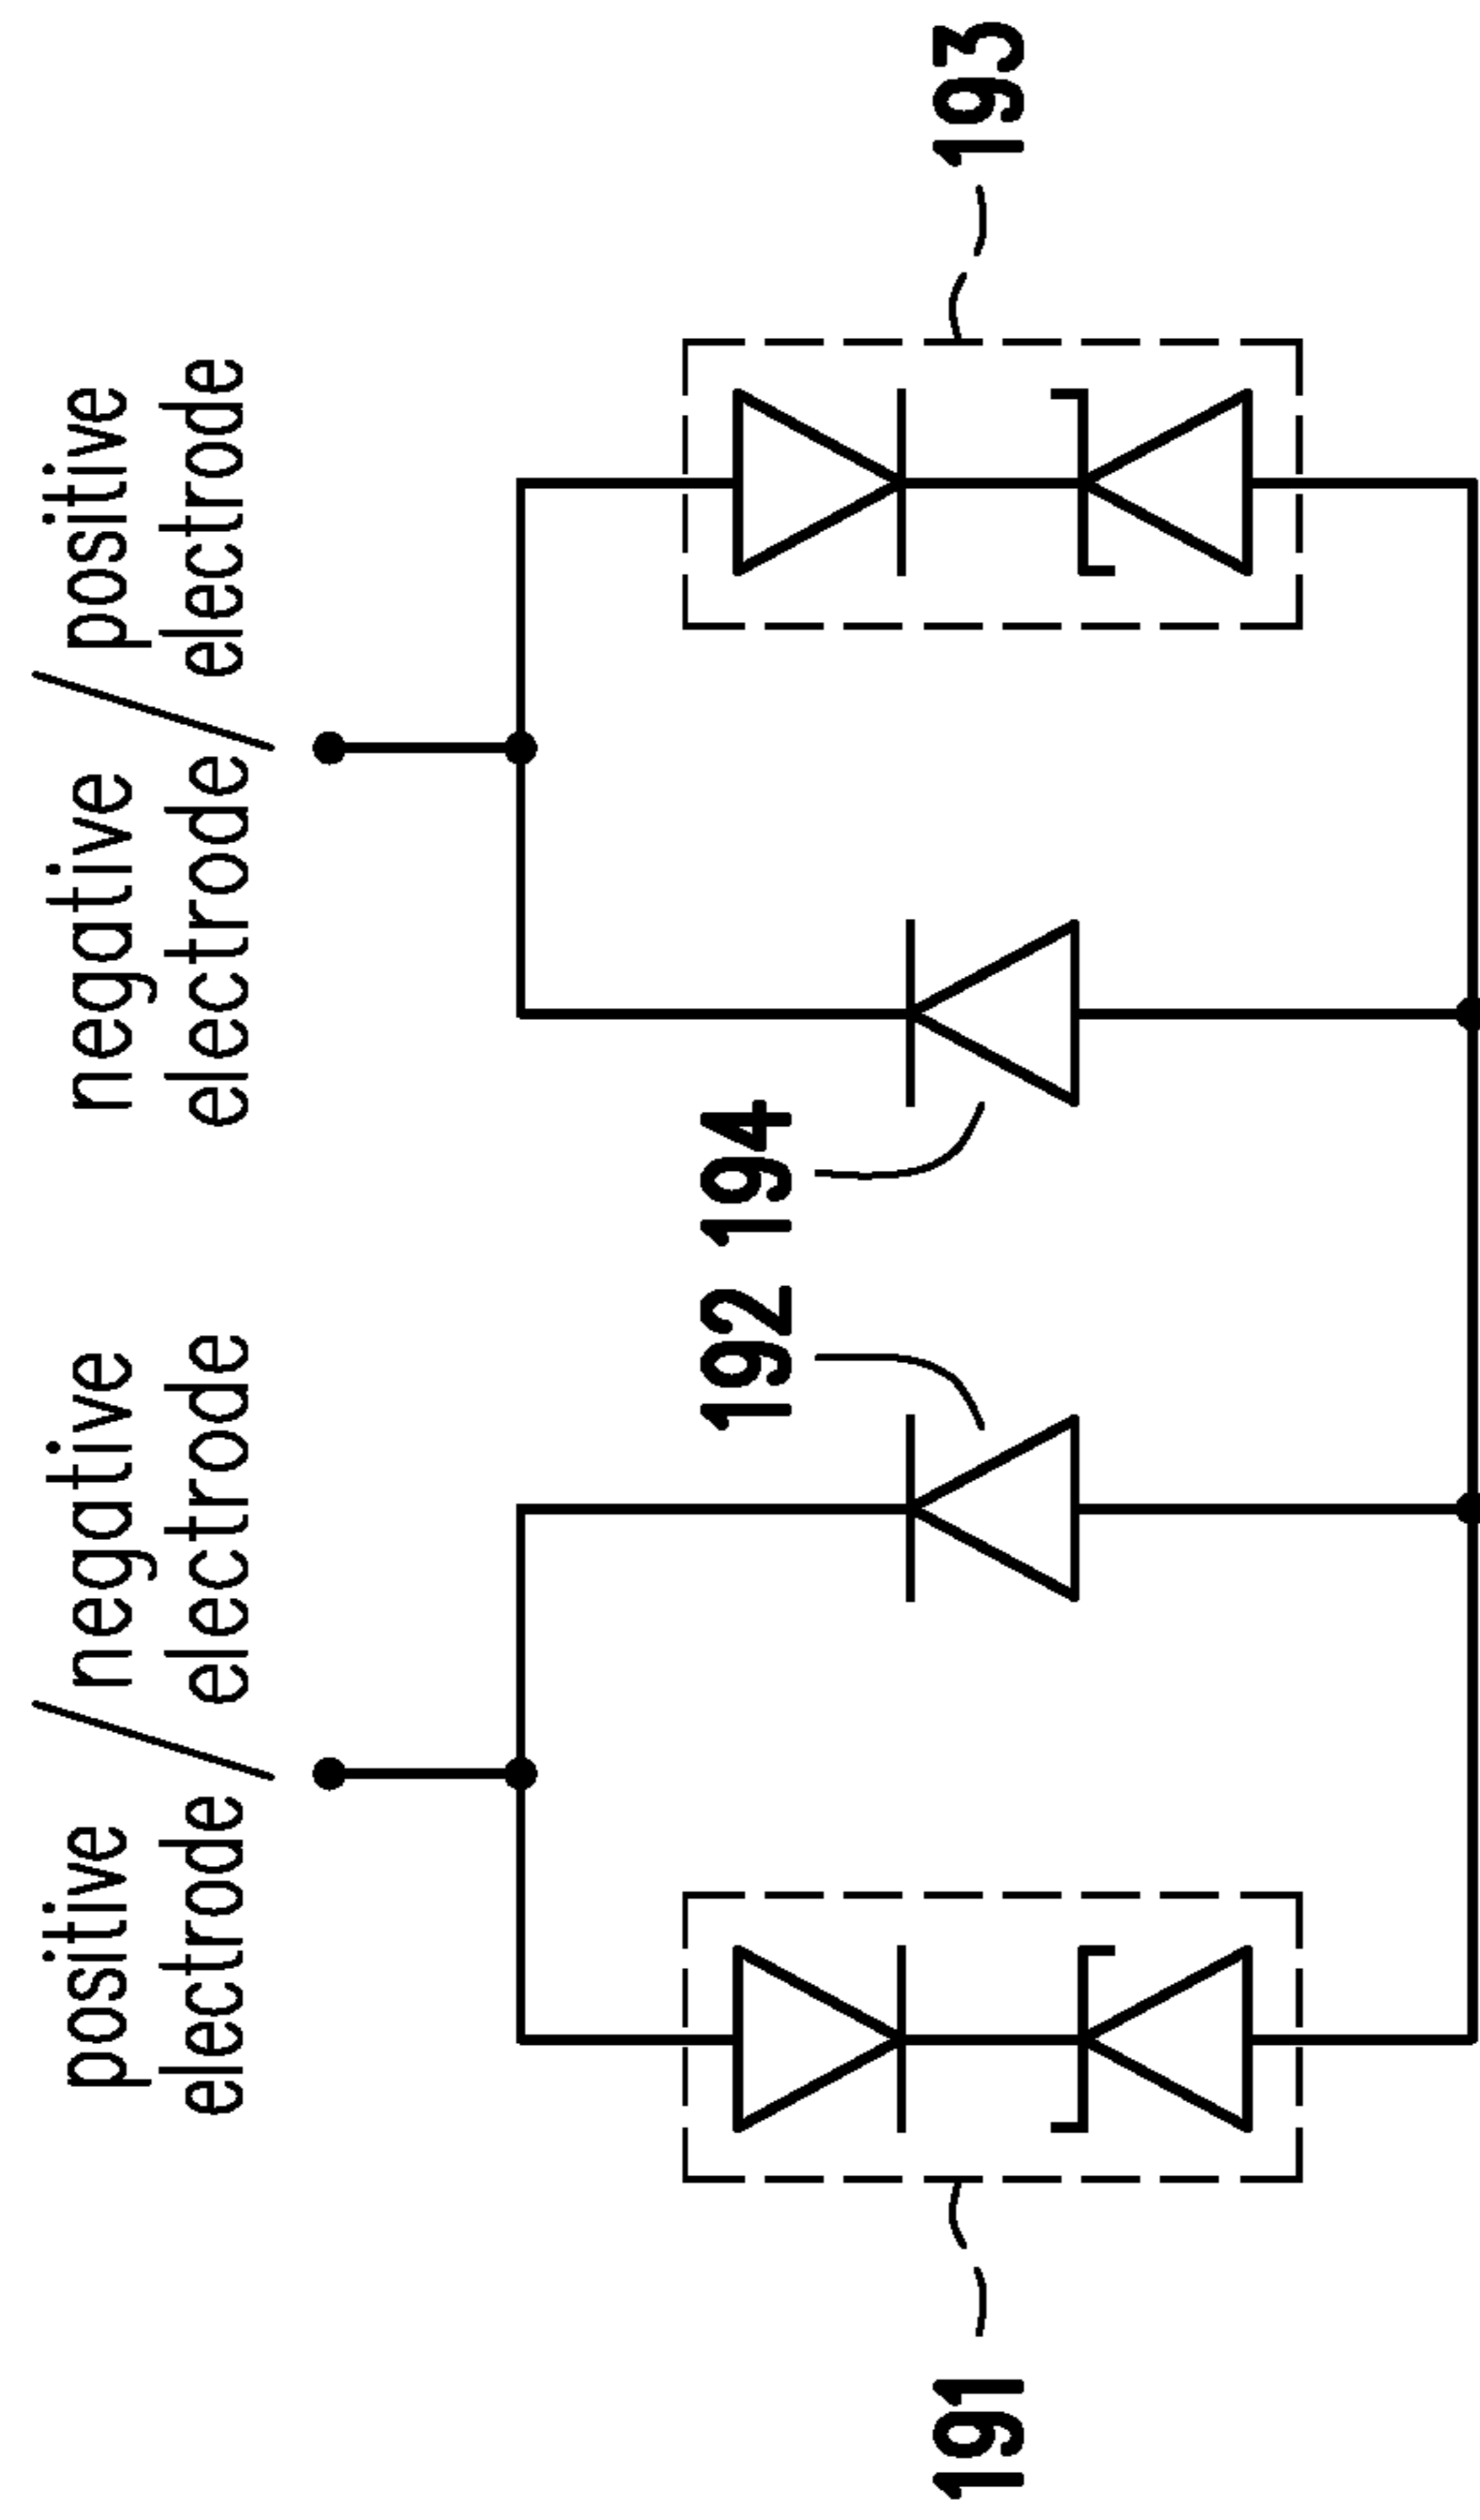 positive / negative
electrode electrode
negative / positive
electrode electrode
192 194
191
193